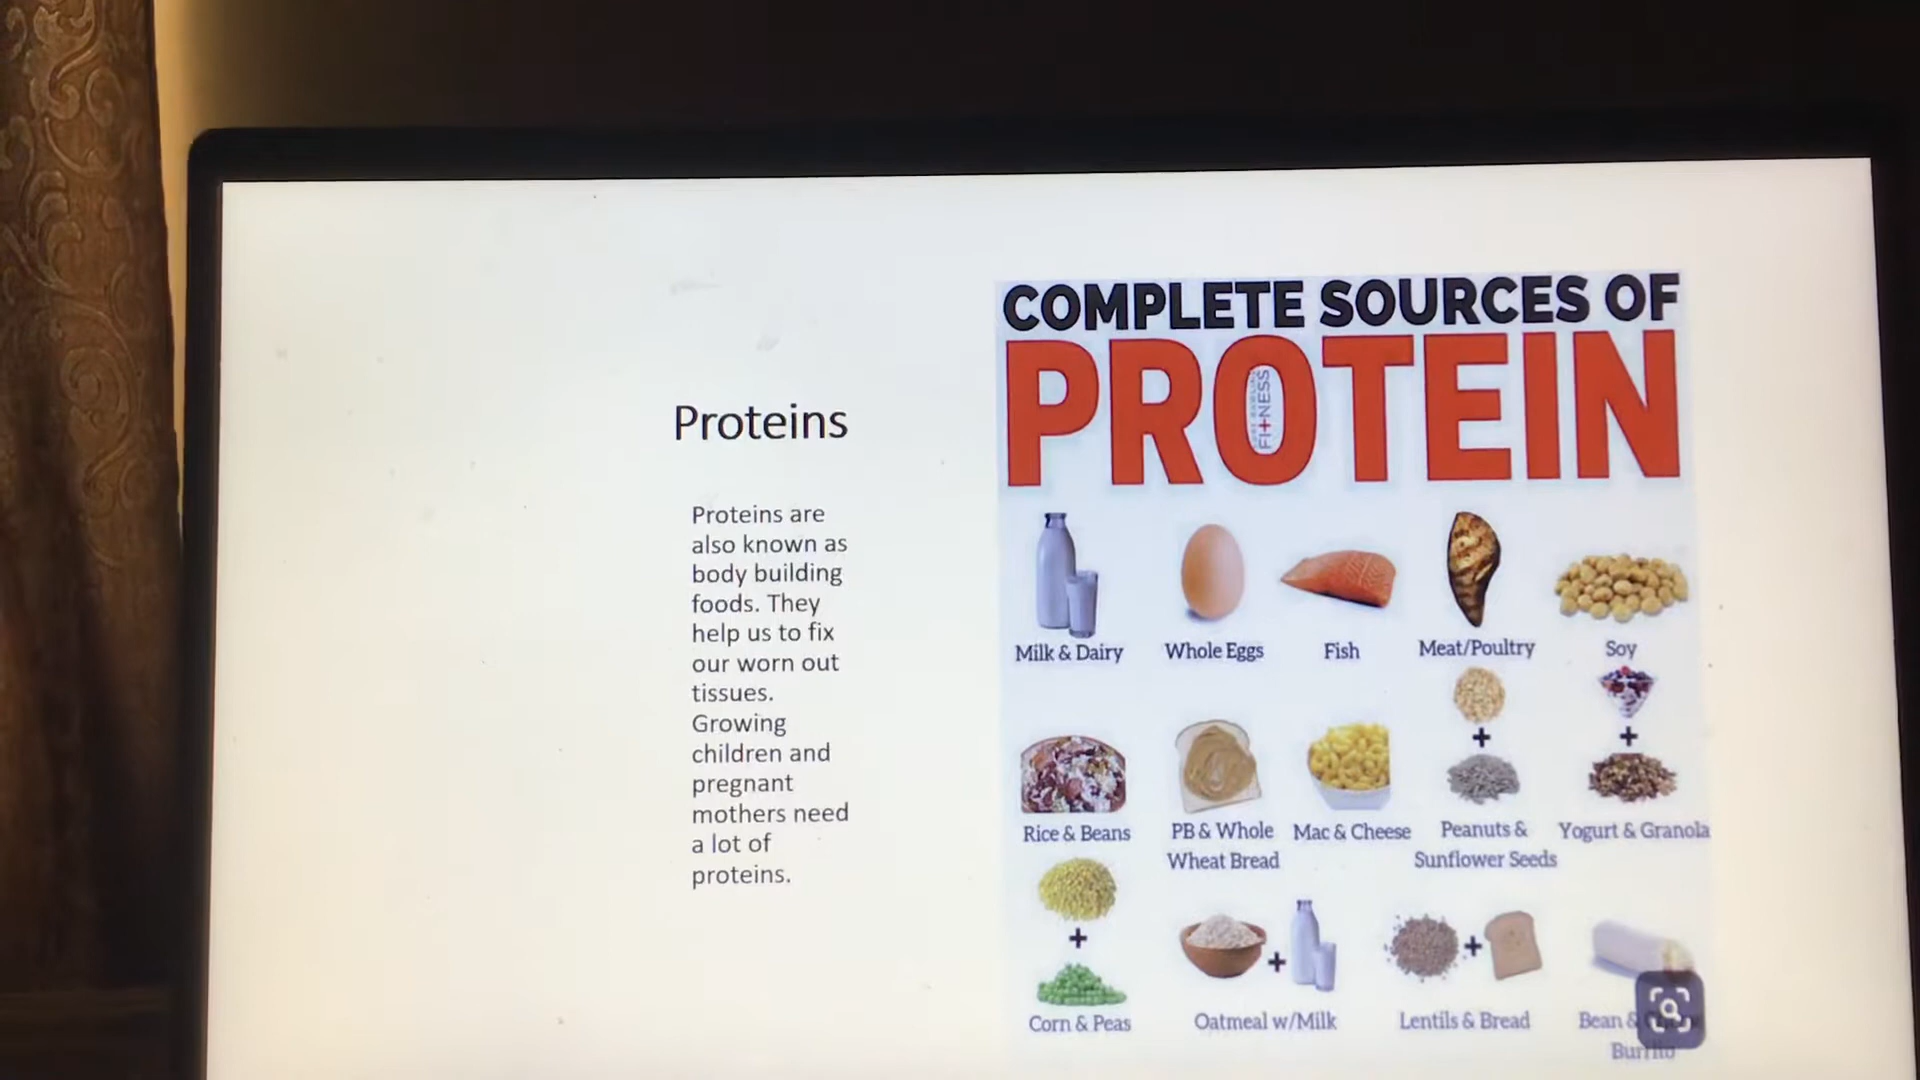 Proteins
Proteins are
also known as
body building
foods. They
help us to fix
our worn out
tissues.
Growing
children and
pregnant
mothers need
a lot of
proteins.
COMPLETE SOURCES OF
PROTEIN
FITNESS
Milk & Dairy
Whole Eggs
Fish
Meat/Poultry
Soy
Rice & Beans
PB & Whole
Wheat Bread
Mac & Cheese
Peanuts &
Sunflower Seeds
+
Yogurt & Granola
+
Corn & Peas
+
Oatmeal w/Milk
+
Lentils & Bread
+
Bean &
Burrito